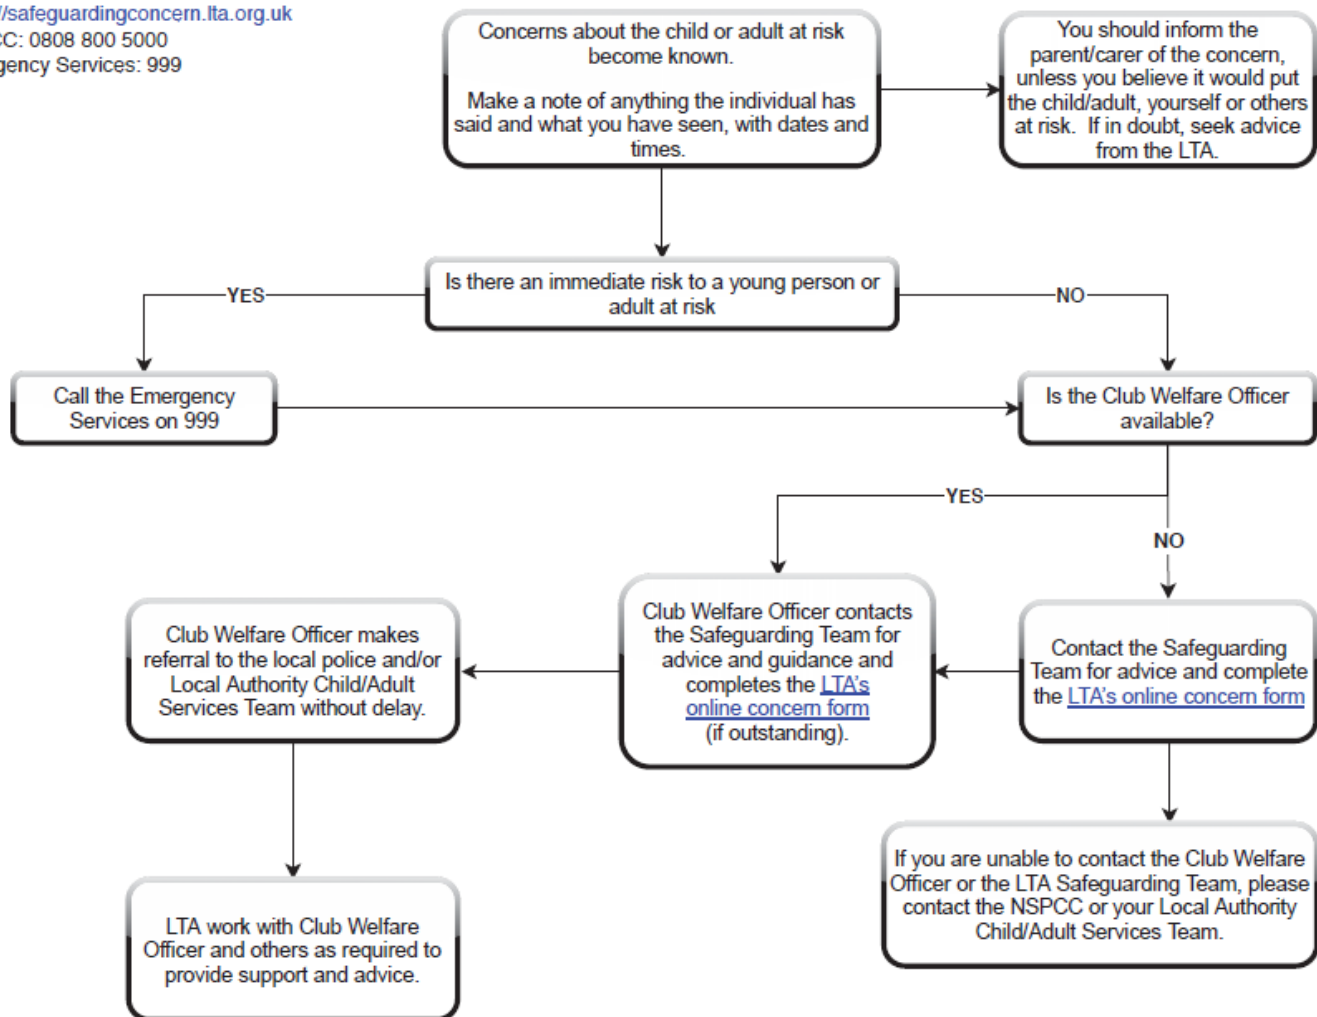 //safeguardingconcern.lta.org.uk
CC: 0808 800 5000
gency Services: 999
Concerns about the child or adult at risk
become known.
Make a note of anything the individual has
said and what you have seen, with dates and
times.
You should inform the
parent/carer of the concern,
unless you believe it would put
the child/adult, yourself or others
at risk.  If in doubt, seek advice
from the LTA.
Is there an immediate risk to a young person or
adult at risk
YES
NO
Call the Emergency
Services on 999
Is the Club Welfare Officer
available?
YES
NO
Club Welfare Officer makes
referral to the local police and/or
Local Authority Child/Adult
Services Team without delay.
Club Welfare Officer contacts
the Safeguarding Team for
advice and guidance and
completes the LTA's
online concern form
(if outstanding).
Contact the Safeguarding
Team for advice and complete
the LTA's online concern form
If you are unable to contact the Club Welfare
Officer or the LTA Safeguarding Team, please
contact the NSPCC or your Local Authority
Child/Adult Services Team.
LTA work with Club Welfare
Officer and others as required to
provide support and advice.